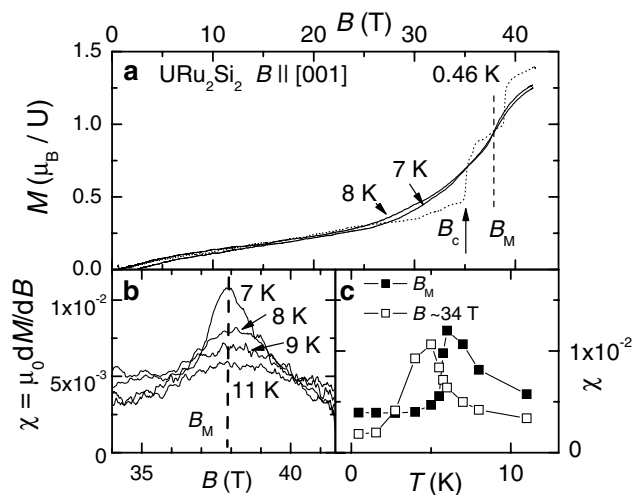 0 10 20 30 40
B (T)
1.5
1.0
0.5
0.0
M (μB / U)
a URu2Si2 B || [001]
0.46 K
8 K
7 K
Bc
BM
1x10-2
5x10-3
0
χ = μ0dM/dB
b
7 K
8 K
9 K
11 K
BM
35 40
B (T)
c
BM
B ~34 T
1x10-2
0
χ
0 5 10
T (K)